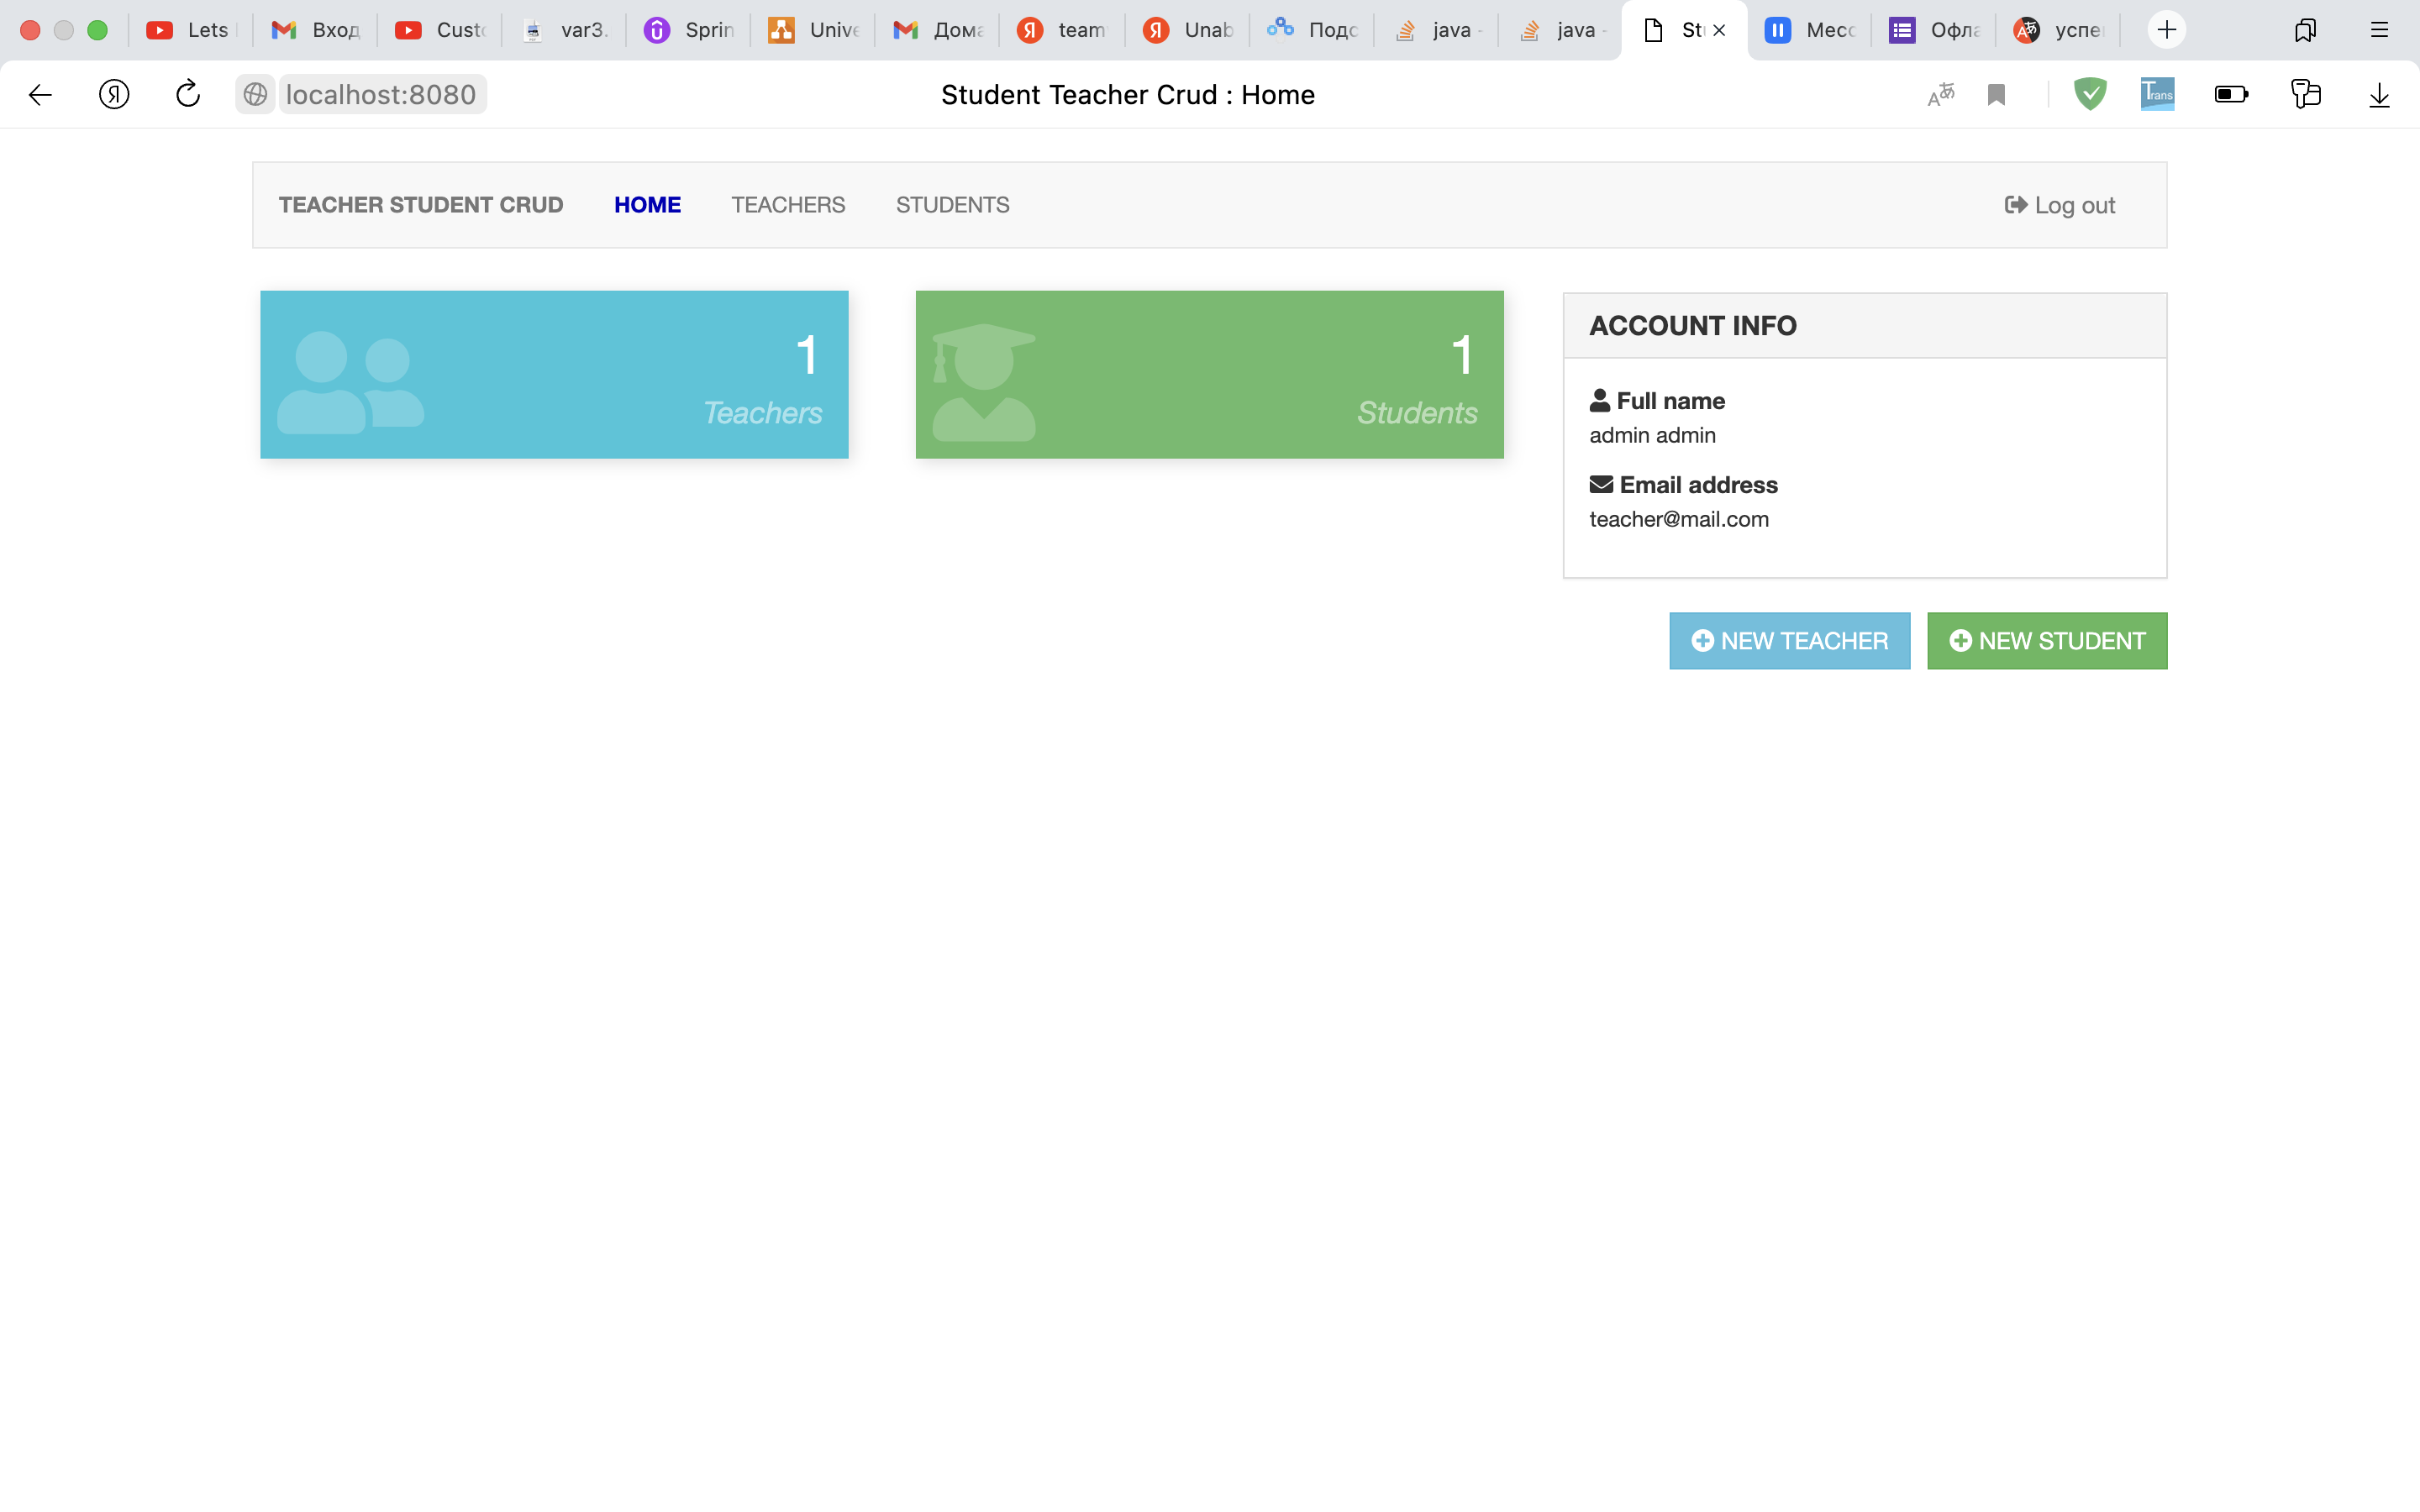 Lets
Вход
Custo
var3.
Sprin
Unive
Дома
team
Unab
Подс
java -
java -
St
Месс
Офла
успе
localhost:8080
Student Teacher Crud : Home
Trans
TEACHER STUDENT CRUD
HOME
TEACHERS
STUDENTS
Log out
1
Teachers
1
Students
ACCOUNT INFO
Full name
admin admin
Email address
teacher@mail.com
NEW TEACHER
NEW STUDENT